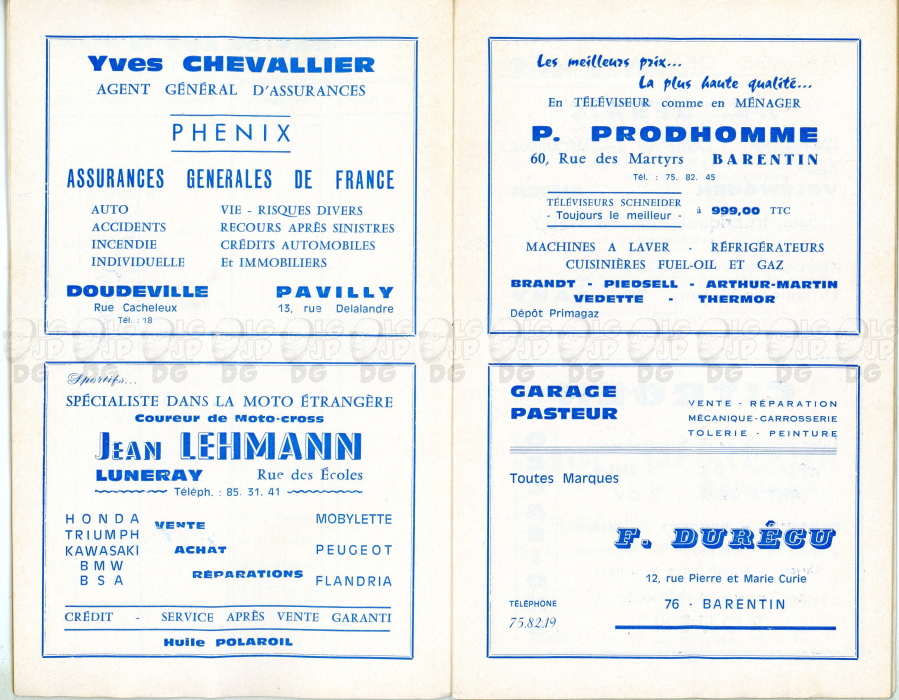 Yves CHEVALLIER
AGENT GÉNÉRAL D'ASSURANCES
PHENIX
ASSURANCES GENERALES DE FRANCE
AUTO VIE - RISQUES DIVERS
ACCIDENTS RECOURS APRÈS SINISTRES
INCENDIE CRÉDITS AUTOMOBILES
INDIVIDUELLE Et IMMOBILIERS
DOUDEVILLE PAVILLY
Rue Cacheleux 13, rue Delalandre
Tél. : 18
Sportifs...
SPÉCIALISTE DANS LA MOTO ÉTRANGÈRE
Coureur de Moto-cross
JEAN LEHMANN
LUNERAY Rue des Écoles
Téléph. : 85. 31. 41
HONDA VENTE MOBYLETTE
TRIUMPH
KAWASAKI ACHAT PEUGEOT
BMW
BSA RÉPARATIONS FLANDRIA
CRÉDIT - SERVICE APRÈS VENTE GARANTI
Huile POLAROIL
Les meilleurs prix...
La plus haute qualité...
En TÉLÉVISEUR comme en MÉNAGER
P. PRODHOMME
60, Rue des Martyrs BARENTIN
Tél. : 75. 82. 45
TÉLÉVISEURS SCHNEIDER
- Toujours le meilleur - à 999,00 TTC
MACHINES A LAVER - RÉFRIGÉRATEURS
CUISINIÈRES FUEL-OIL ET GAZ
BRANDT - PIEDSELL - ARTHUR-MARTIN
VEDETTE - THERMOR
Dépôt Primagaz
GARAGE
PASTEUR
VENTE - RÉPARATION
MÉCANIQUE - CARROSSERIE
TOLERIE - PEINTURE
Toutes Marques
F. DURÉCU
12, rue Pierre et Marie Curie
TÉLÉPHONE 76 - BARENTIN
75.82.19